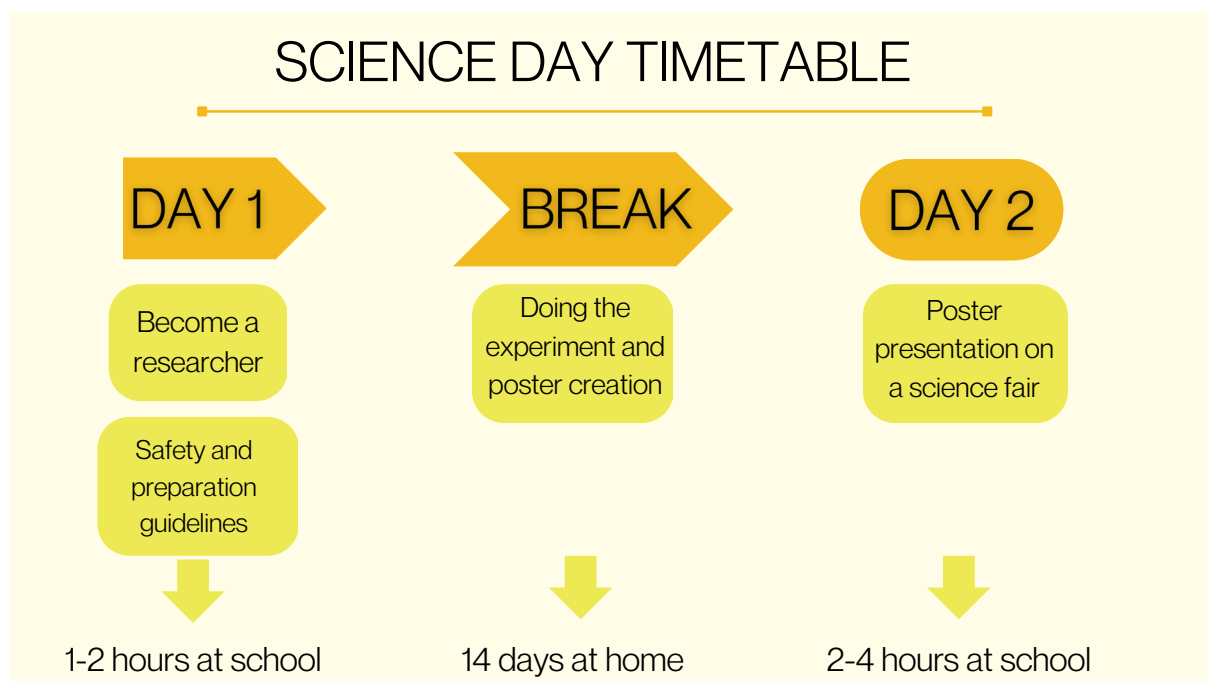 SCIENCE DAY TIMETABLE
DAY 1
Become a
researcher
Safety and
preparation
guidelines
1-2 hours at school
BREAK
Doing the
experiment and
poster creation
14 days at home
DAY 2
Poster
presentation on
a science fair
2-4 hours at school